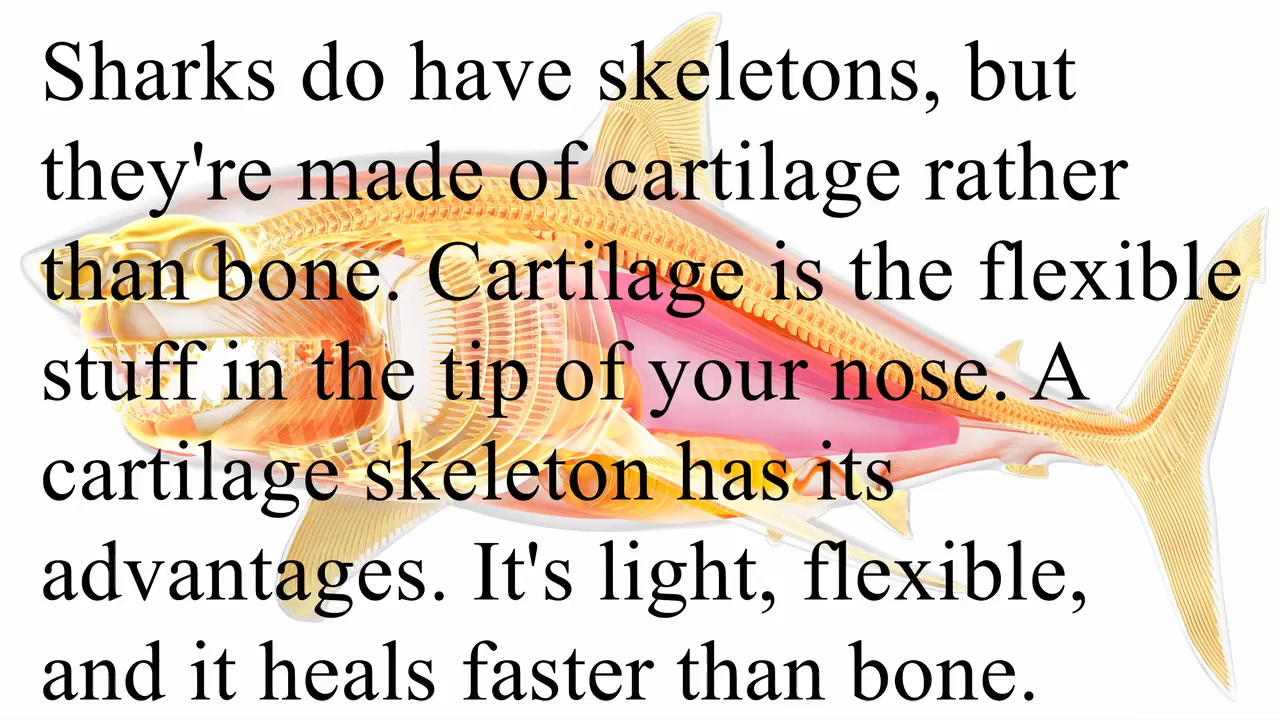 Sharks do have skeletons, but
they're made of cartilage rather
than bone. Cartilage is the flexible
stuff in the tip of your nose. A
cartilage skeleton has its
advantages. It's light, flexible,
and it heals faster than bone.